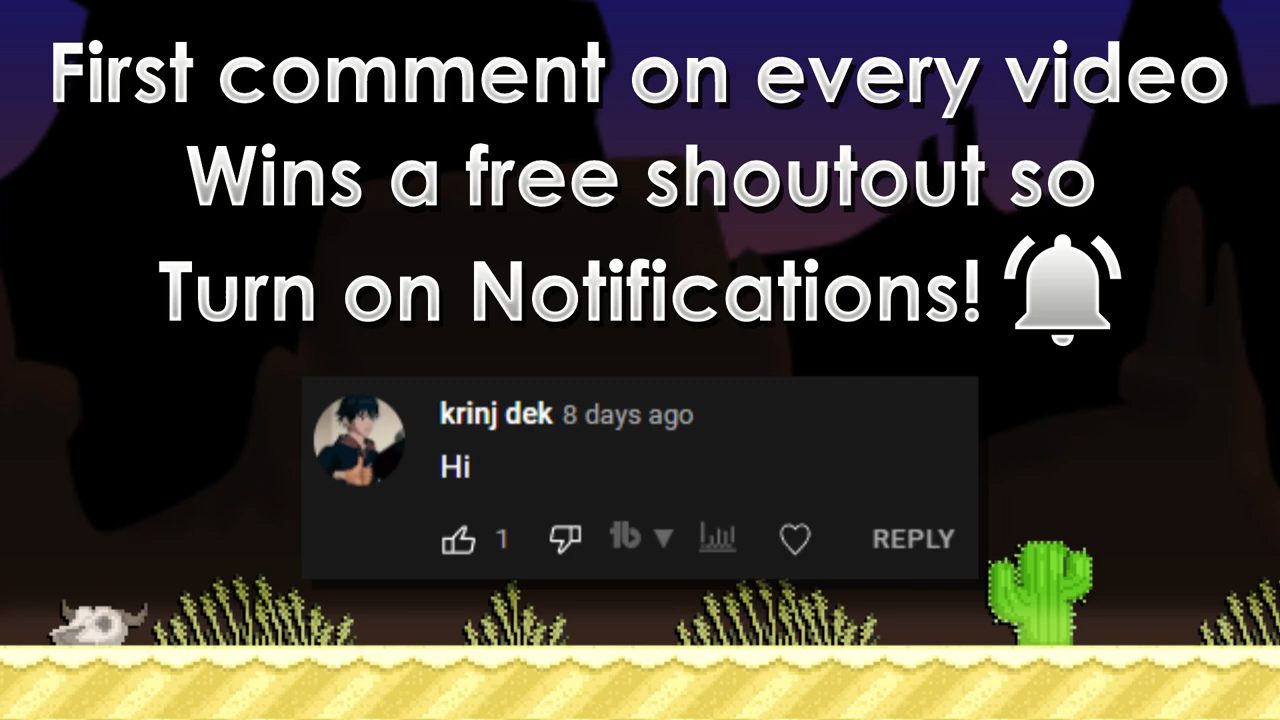 First comment on every video
Wins a free shoutout so
Turn on Notifications!
krinj dek 8 days ago
Hi
1 tb REPLY